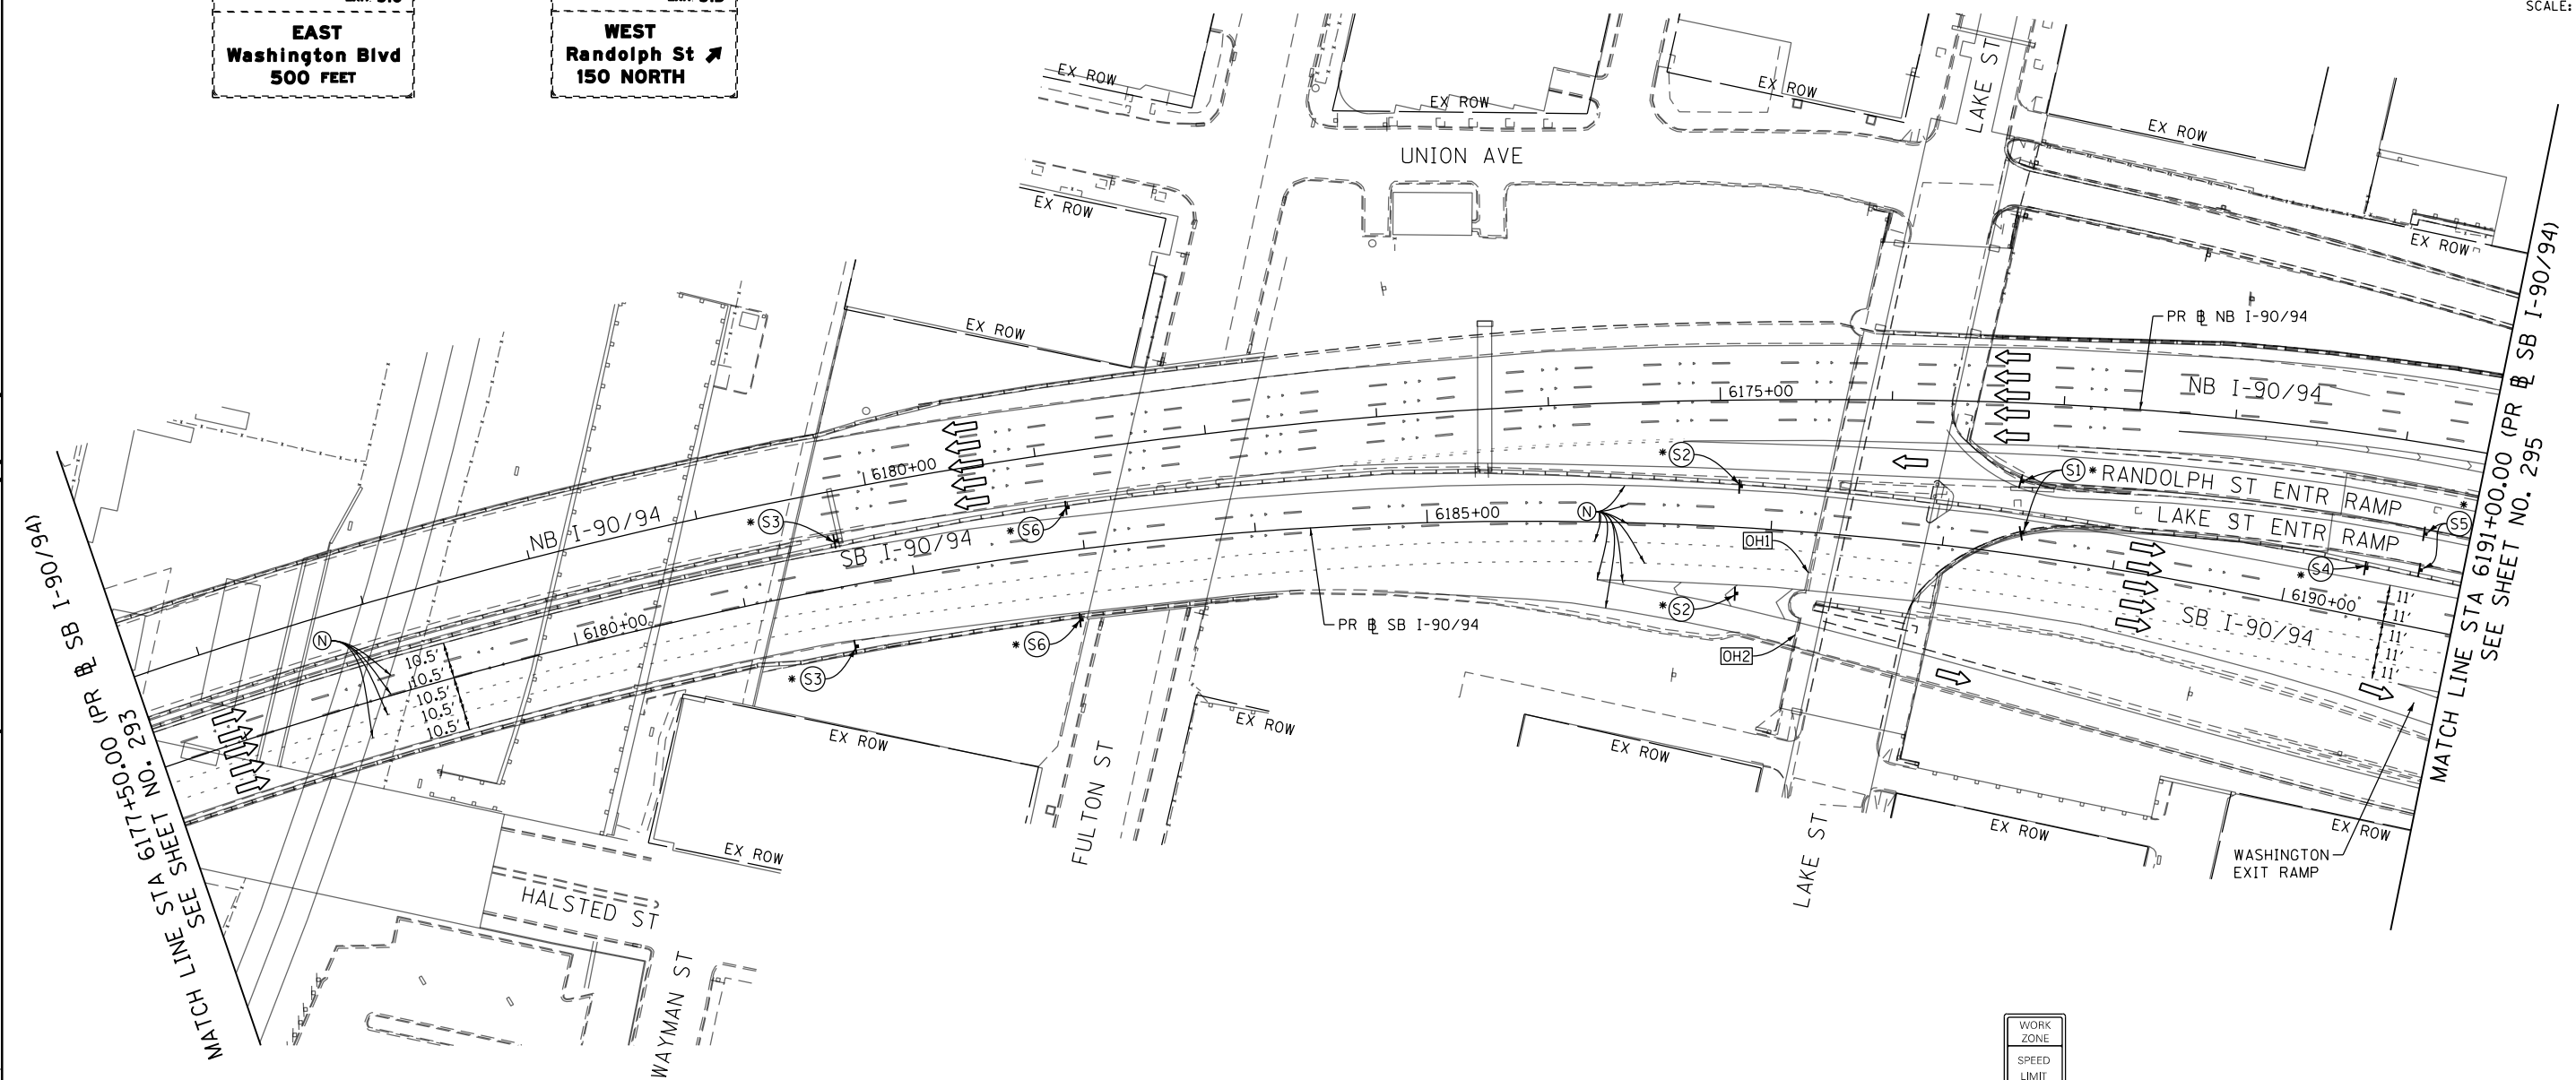 SCALE:
EAST
Washington Blvd
500 FEET
WEST
Randolph St
150 NORTH
EX ROW
EX ROW
EX ROW
LAKE ST
EX ROW
UNION AVE
EX ROW
EX ROW
EX ROW
PR BL NB I-90/94
NB I-90/94
6175+00
6180+00
*S2
S1*
RANDOLPH ST ENTR RAMP
LAKE ST ENTR RAMP
*
S5
*S4
*S3
*S6
NB I-90/94
SB I-90/94
6185+00
N
OH1
6190+00
11'
11'
11'
11'
11'
SB I-90/94
*S2
PR BL SB I-90/94
OH2
6180+00
N
10.5'
10.5'
10.5'
10.5'
10.5'
*S3
*S6
EX ROW
EX ROW
EX ROW
EX ROW
EX ROW
EX ROW
FULTON ST
LAKE ST
WASHINGTON
EXIT RAMP
HALSTED ST
WAYMAN ST
MATCH LINE STA 6177+50.00 (PR BL SB I-90/94)
SEE SHEET NO. 293
MATCH LINE STA 6191+00.00 (PR BL SB I-90/94)
SEE SHEET NO. 295
WORK
ZONE
SPEED
LIMIT